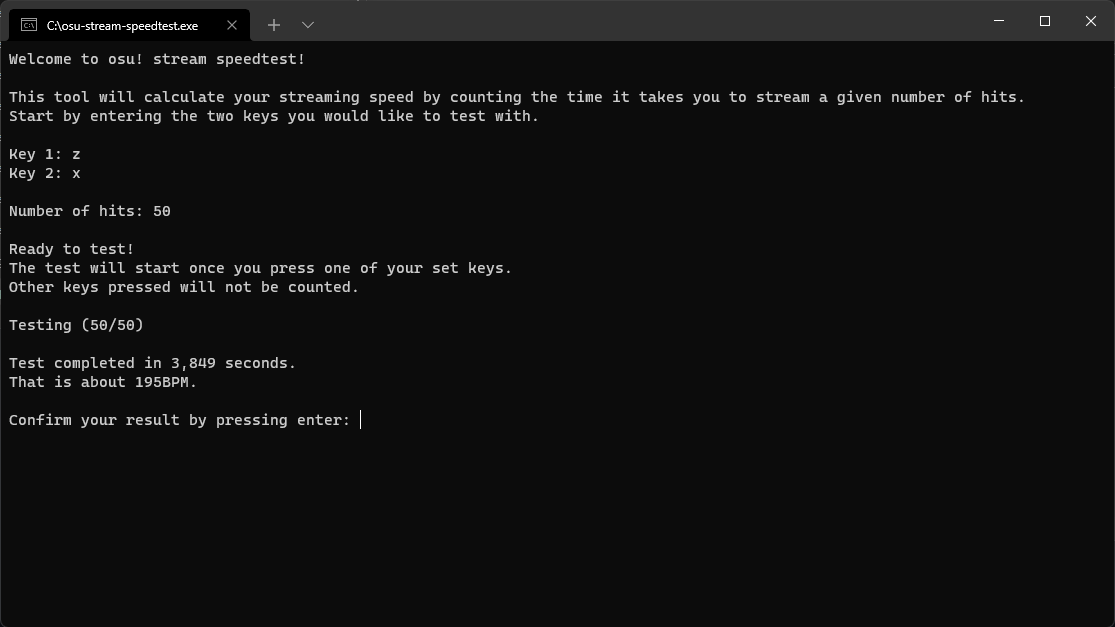 C:\osu-stream-speedtest.exe
Welcome to osu! stream speedtest!
This tool will calculate your streaming speed by counting the time it takes you to stream a given number of hits.
Start by entering the two keys you would like to test with.
Key 1: z
Key 2: x
Number of hits: 50
Ready to test!
The test will start once you press one of your set keys.
Other keys pressed will not be counted.
Testing (50/50)
Test completed in 3,849 seconds.
That is about 195BPM.
Confirm your result by pressing enter: